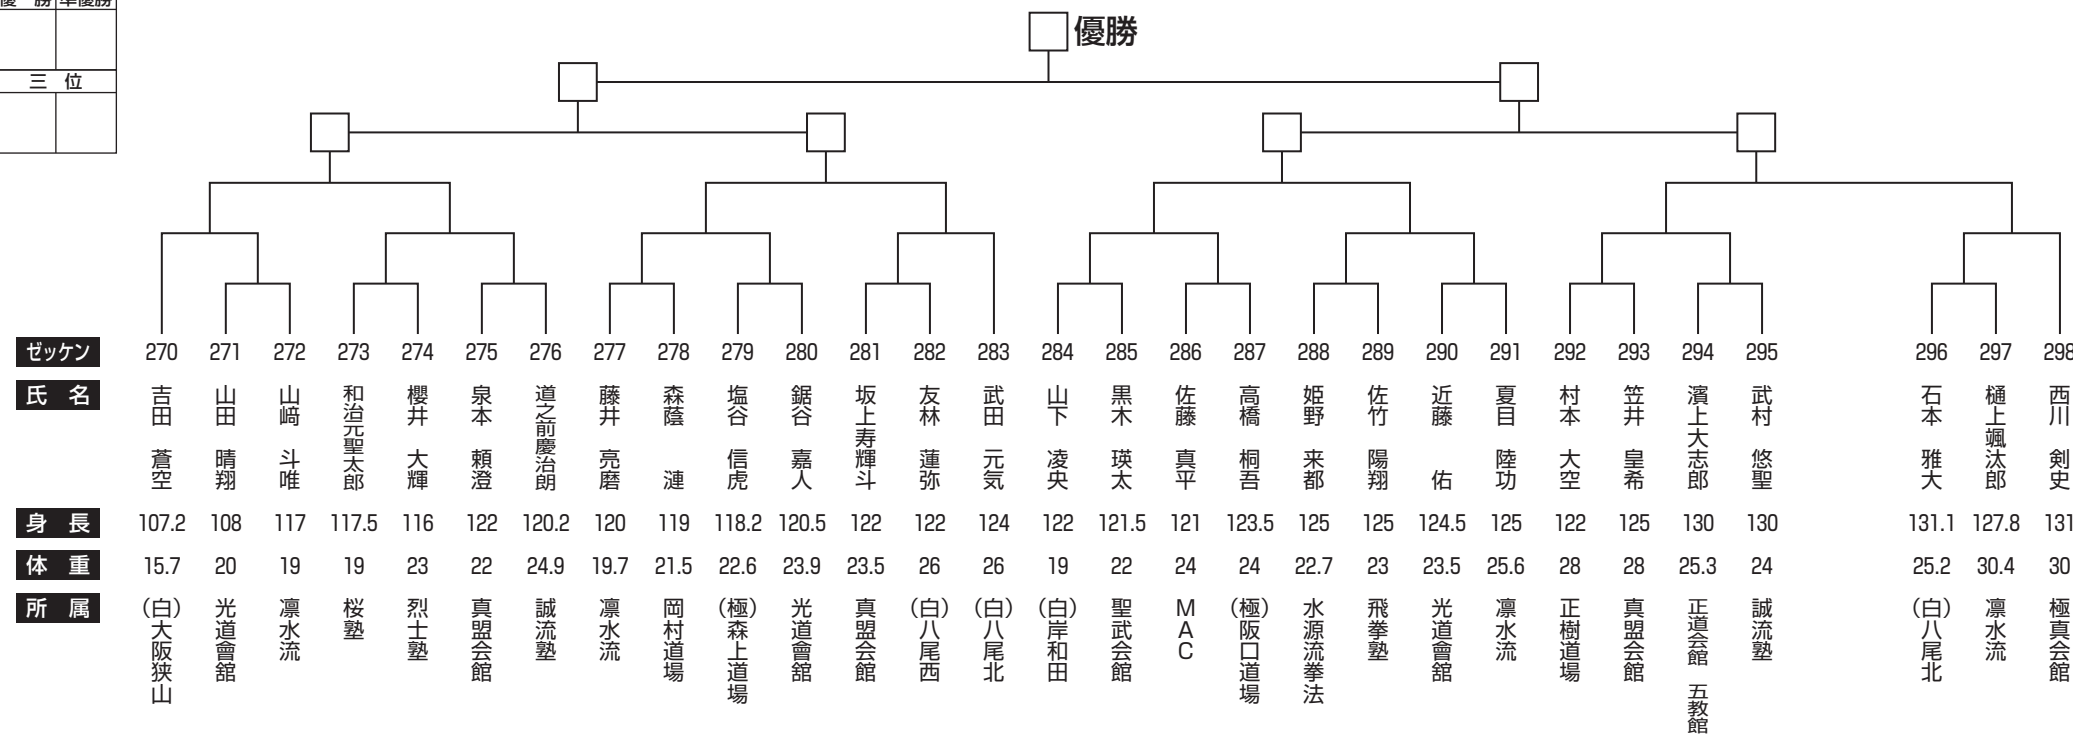 優 勝 準優勝
三 位
優勝
ゼッケン 270 271 272 273 274 275 276 277 278 279 280 281 282 283 284 285 286 287 288 289 290 291 292 293 294 295 296 297 298
氏 名 吉田 蒼空 山田 晴翔 山﨑 斗唯 和治元聖太郎 櫻井 大輝 泉本 頼澄 道之前慶治朗 藤井 亮磨 森蔭 漣 塩谷 信虎 鋸谷 嘉人 坂上寿輝斗 友林 蓮弥 武田 元気 山下 凌央 黒木 瑛太 佐藤 真平 高橋 桐吾 姫野 来都 佐竹 陽翔 近藤 佑 夏目 陸功 村本 大空 笠井 皇希 濱上大志郎 武村 悠聖 石本 雅大 樋上颯汰郎 西川 剣史
身 長 107.2 108 117 117.5 116 122 120.2 120 119 118.2 120.5 122 122 124 122 121.5 121 123.5 125 125 124.5 125 122 125 130 130 131.1 127.8 131
体 重 15.7 20 19 19 23 22 24.9 19.7 21.5 22.6 23.9 23.5 26 26 19 22 24 24 22.7 23 23.5 25.6 28 28 25.3 24 25.2 30.4 30
所 属 (白)大阪狭山 光道會舘 凛水流 桜塾 烈士塾 真盟会館 誠流塾 凛水流 岡村道場 (極)森上道場 光道會舘 真盟会館 (白)八尾西 (白)八尾北 (白)岸和田 聖武会館 MAC (極)阪口道場 水源流拳法 飛拳塾 光道會舘 凛水流 正樹道場 真盟会館 正道会館 五教館 誠流塾 (白)八尾北 凛水流 極真会館